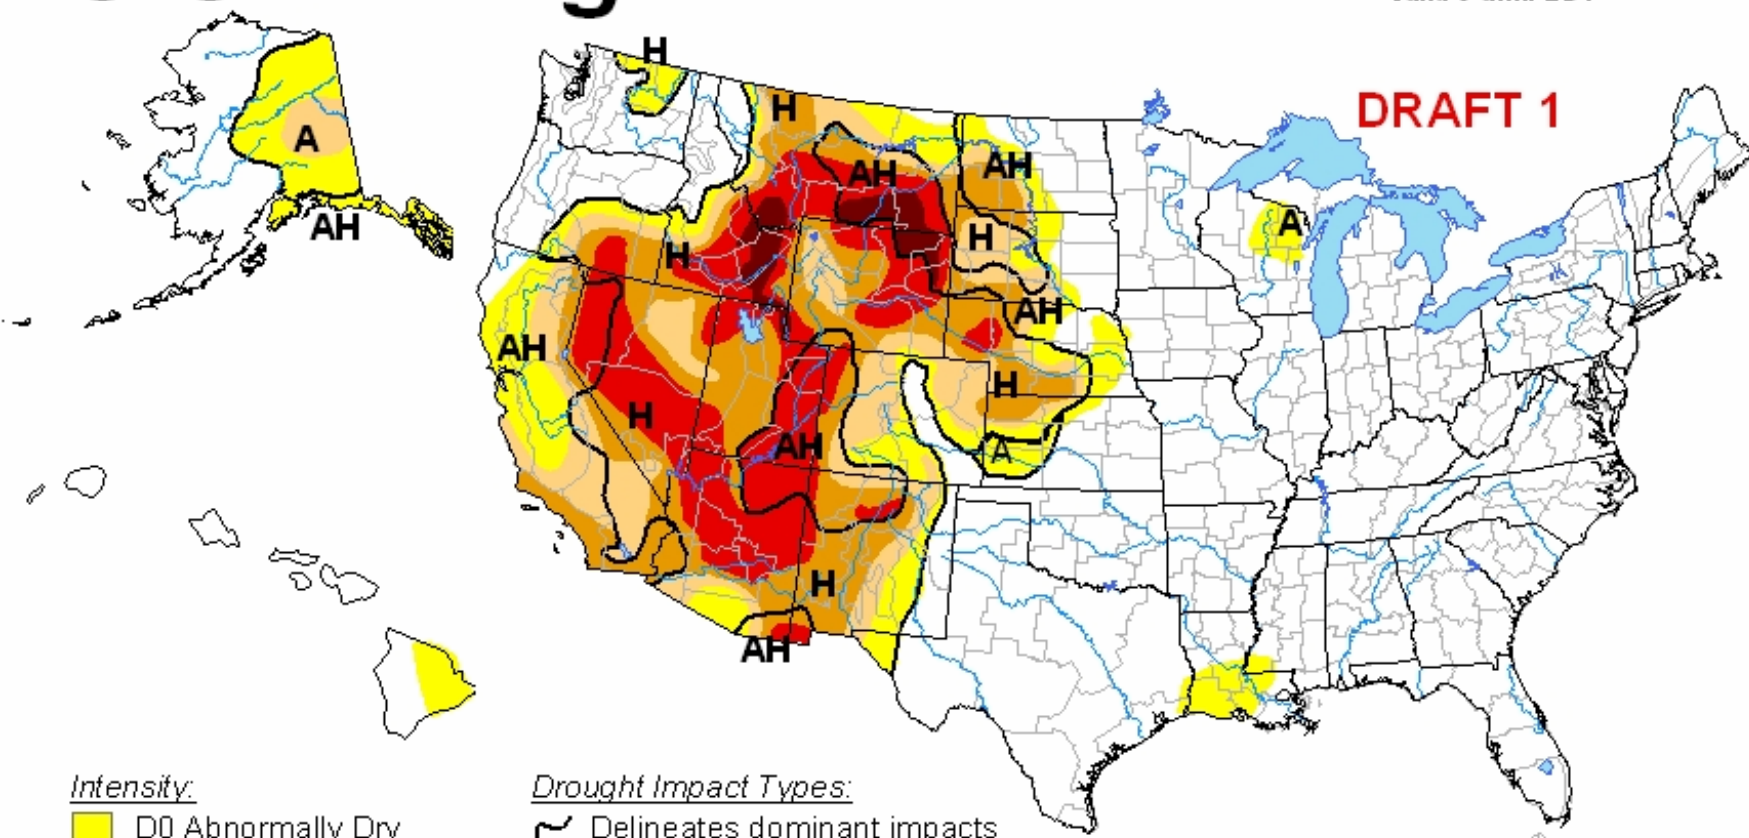 H
DRAFT 1
H
A
AH
AH
AH
A
H
H
AH
AH
H
H
AH
A
H
AH
Intensity:
Drought Impact Types:
D0 Abnormally Dry
Delineates dominant impacts